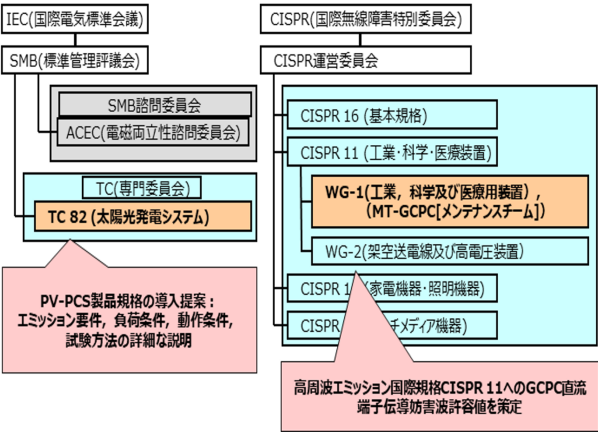 IEC(国際電気標準会議)
SMB(標準管理評議会)
SMB諮問委員会
ACEC(電磁両立性諮問委員会)
TC(専門委員会)
TC 82 (太陽光発電システム)
PV-PCS製品規格の導入提案：
エミッション要件，負荷条件，動作条件，
試験方法の詳細な説明
CISPR(国際無線障害特別委員会)
CISPR運営委員会
CISPR 16 (基本規格)
CISPR 11 (工業・科学・医療装置)
WG-1(工業，科学及び医療用装置)，
(MT-GCPC[メンテナンスチーム])
WG-2(架空送電線及び高電圧装置)
CISPR 1 家電機器・照明機器)
CISPR チメディア機器)
高周波エミッション国際規格CISPR 11へのGCPC直流
端子伝導妨害波許容値を策定